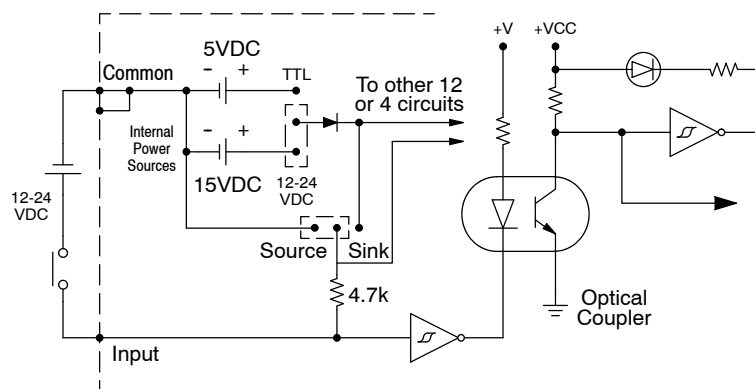 5VDC
+V
+VCC
Common
- +
TTL
To other 12
or 4 circuits
Internal
Power
Sources
- +
15VDC
12-24
VDC
12-24
VDC
Source
Sink
4.7k
Optical
Coupler
Input